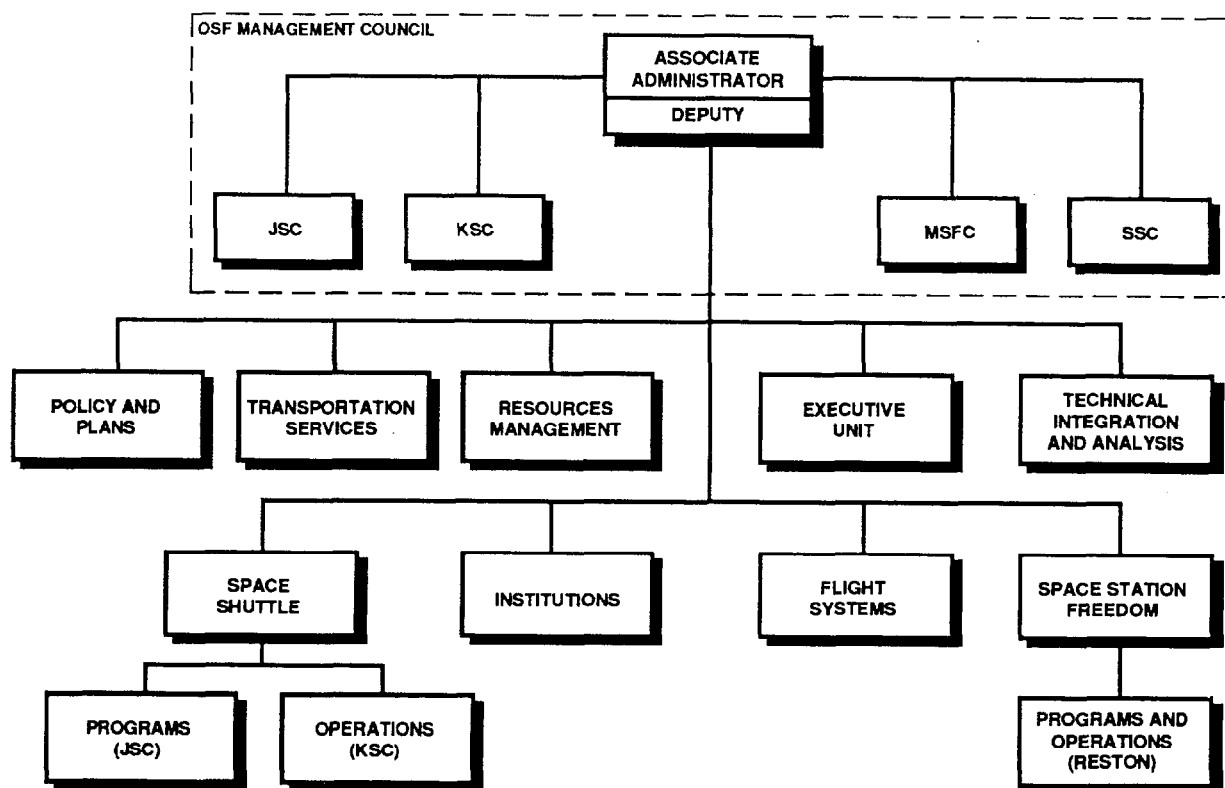 OSF MANAGEMENT COUNCIL
ASSOCIATE
ADMINISTRATOR
DEPUTY
JSC
KSC
MSFC
SSC
POLICY AND
PLANS
TRANSPORTATION
SERVICES
RESOURCES
MANAGEMENT
EXECUTIVE
UNIT
TECHNICAL
INTEGRATION
AND ANALYSIS
SPACE
SHUTTLE
INSTITUTIONS
FLIGHT
SYSTEMS
SPACE STATION
FREEDOM
PROGRAMS
(JSC)
OPERATIONS
(KSC)
PROGRAMS AND
OPERATIONS
(RESTON)